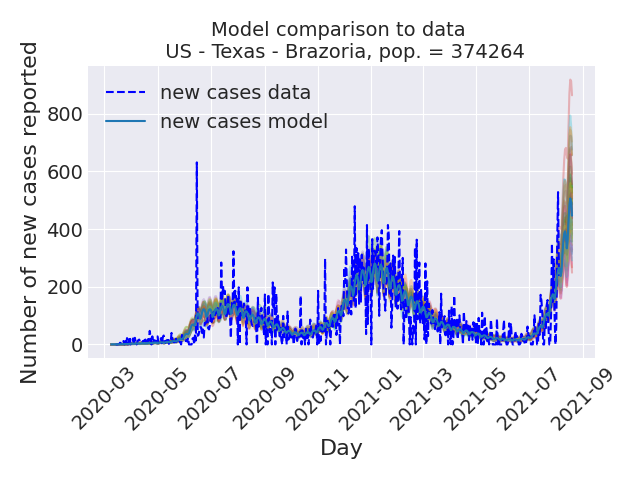 Model comparison to data
US - Texas - Brazoria, pop. = 374264
Number of new cases reported
new cases data
new cases model
800
600
400
200
0
2020-03
2020-05
2020-07
2020-09
2020-11
2021-01
2021-03
2021-05
2021-07
2021-09
Day